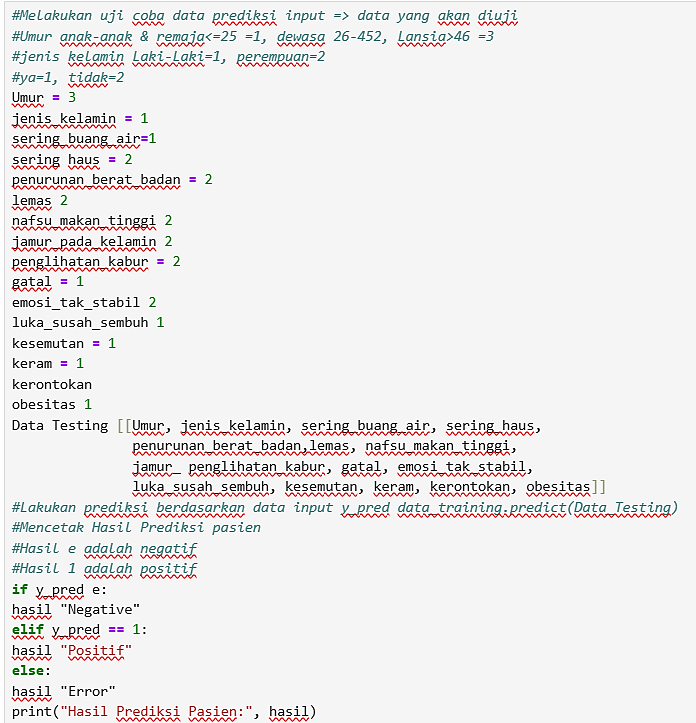 #Melakukan uji coba data prediksi input => data yang akan diuji
#Umur anak-anak & remaja<=25 =1, dewasa 26-452, Lansia>46 =3
#jenis kelamin Laki-Laki=1, perempuan=2
#ya=1, tidak=2
Umur = 3
jenis_kelamin = 1
sering_buang_air=1
sering haus = 2
penurunan_berat_badan = 2
lemas 2
nafsu_makan_tinggi 2
jamur_pada_kelamin 2
penglihatan_kabur = 2
gatal = 1
emosi_tak_stabil 2
luka_susah_sembuh 1
kesemutan = 1
keram = 1
kerontokan
obesitas 1
Data Testing [[Umur, jenis_kelamin, sering_buang_air, sering_haus,
penurunan_berat_badan,lemas, nafsu_makan_tinggi,
jamur_ penglihatan_kabur, gatal, emosi_tak_stabil,
luka_susah_sembuh, kesemutan, keram, kerontokan, obesitas]]
#Lakukan prediksi berdasarkan data input y_pred data_training.predict(Data_Testing)
#Mencetak Hasil Prediksi pasien
#Hasil e adalah negatif
#Hasil 1 adalah positif
if y_pred e:
hasil "Negative"
elif y_pred == 1:
hasil "Positif"
else:
hasil "Error"
print("Hasil Prediksi Pasien:", hasil)